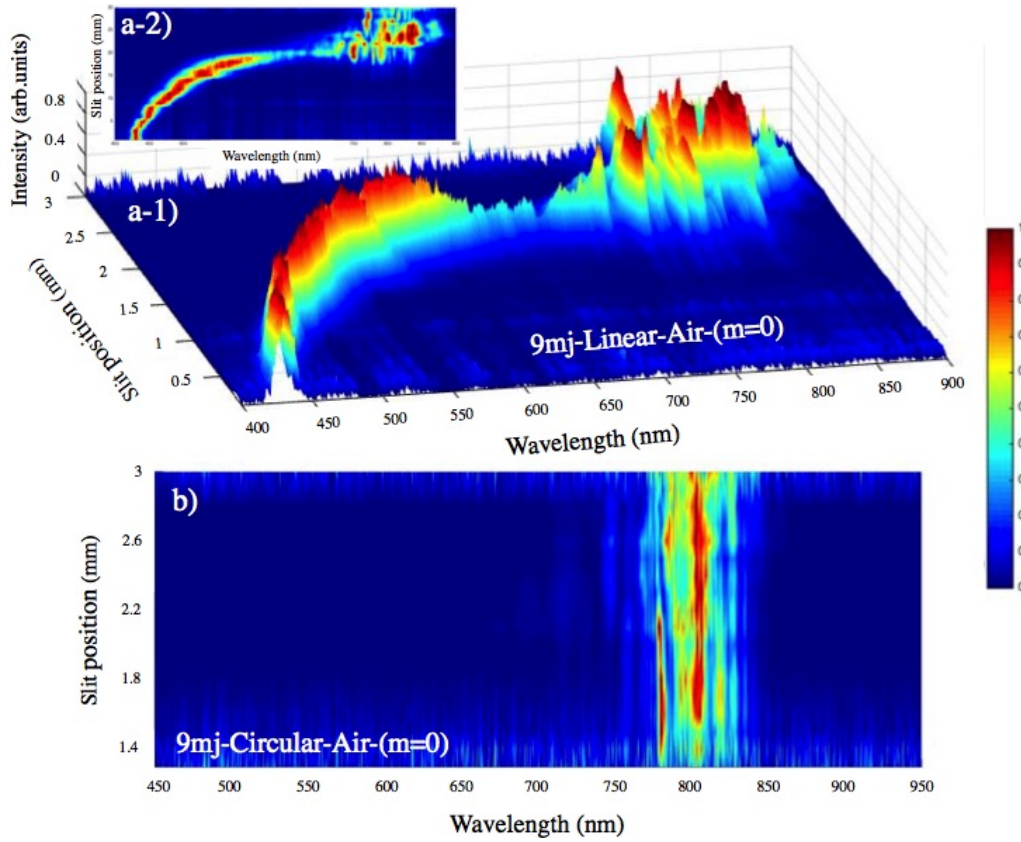 a-2)
Slit position (mm)
Wavelength (nm)
Intensity (arb.units)
0.8
0.4
0
a-1)
3
2.5
2
1.5
1
0.5
Slit position (mm)
9mj-Linear-Air-(m=0)
400
450
500
550
600
650
700
750
800
850
900
Wavelength (nm)
b)
3
2.6
2.2
1.8
1.4
Slit position (mm)
9mj-Circular-Air-(m=0)
450 500 550 600 650 700 750 800 850 900 950
Wavelength (nm)